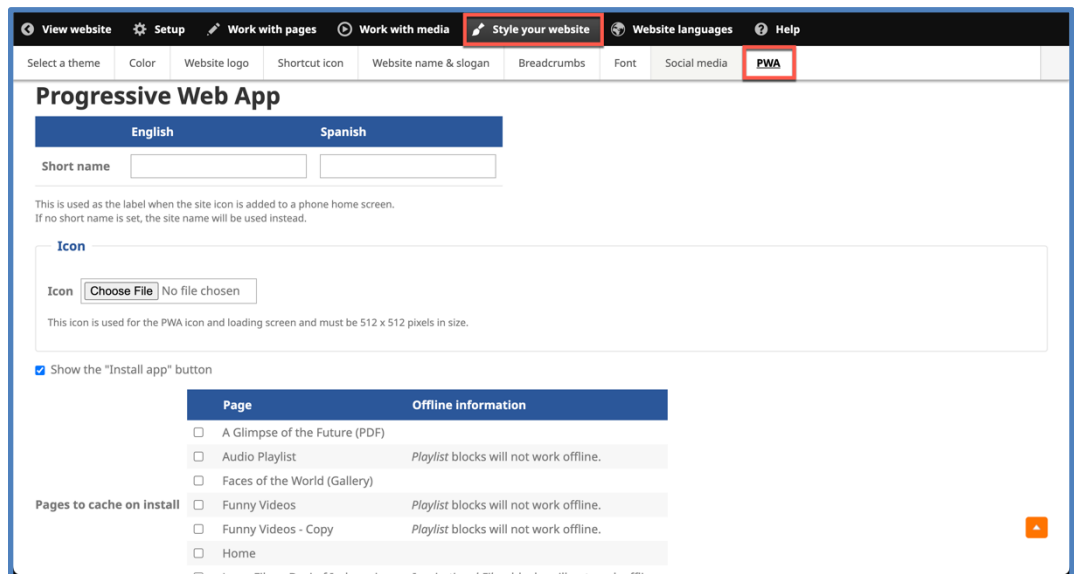 View website Setup Work with pages Work with media Style your website Website languages Help
Select a theme Color Website logo Shortcut icon Website name & slogan Breadcrumbs Font Social media PWA
Progressive Web App
English Spanish
Short name
This is used as the label when the site icon is added to a phone home screen.
If no short name is set, the site name will be used instead.
Icon
Icon Choose File No file chosen
This icon is used for the PWA icon and loading screen and must be 512 x 512 pixels in size.
Show the "Install app" button
Page Offline information
A Glimpse of the Future (PDF)
Audio Playlist Playlist blocks will not work offline.
Faces of the World (Gallery)
Pages to cache on install Funny Videos Playlist blocks will not work offline.
Funny Videos - Copy Playlist blocks will not work offline.
Home